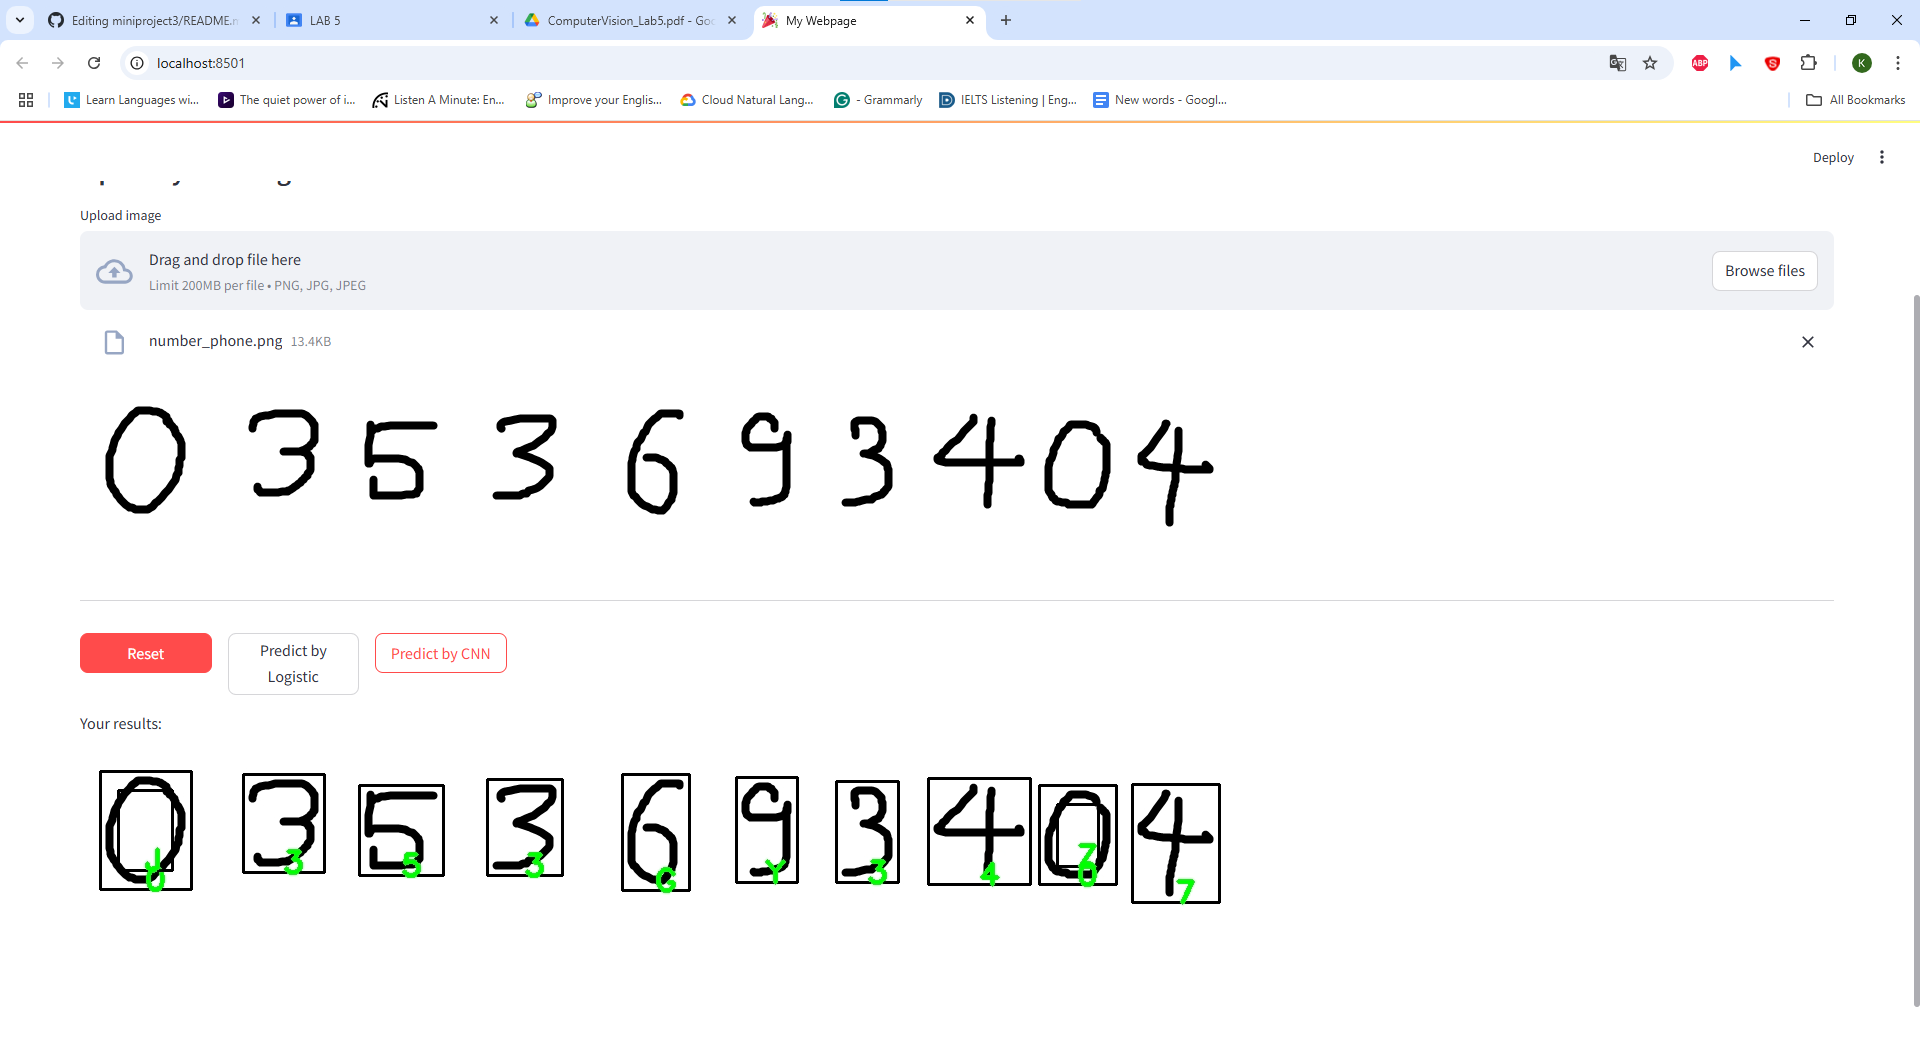 Editing miniproject3/README.m
LAB 5
ComputerVision_Lab5.pdf - Goo
My Webpage
localhost:8501
K
ABP
S
Learn Languages wi...
The quiet power of i...
Listen A Minute: En...
Improve your Englis...
Cloud Natural Lang...
- Grammarly
IELTS Listening | Eng...
New words - Googl...
All Bookmarks
Deploy
Upload image
Drag and drop file here
Limit 200MB per file • PNG, JPG, JPEG
Browse files
number_phone.png 13.4KB
0 3 5 3 6 9 3 4 0 4
Reset
Predict by Logistic
Predict by CNN
Your results:
0 3 5 3 6 9 3 4 0 4
3 5 3 G Y 3 4 7